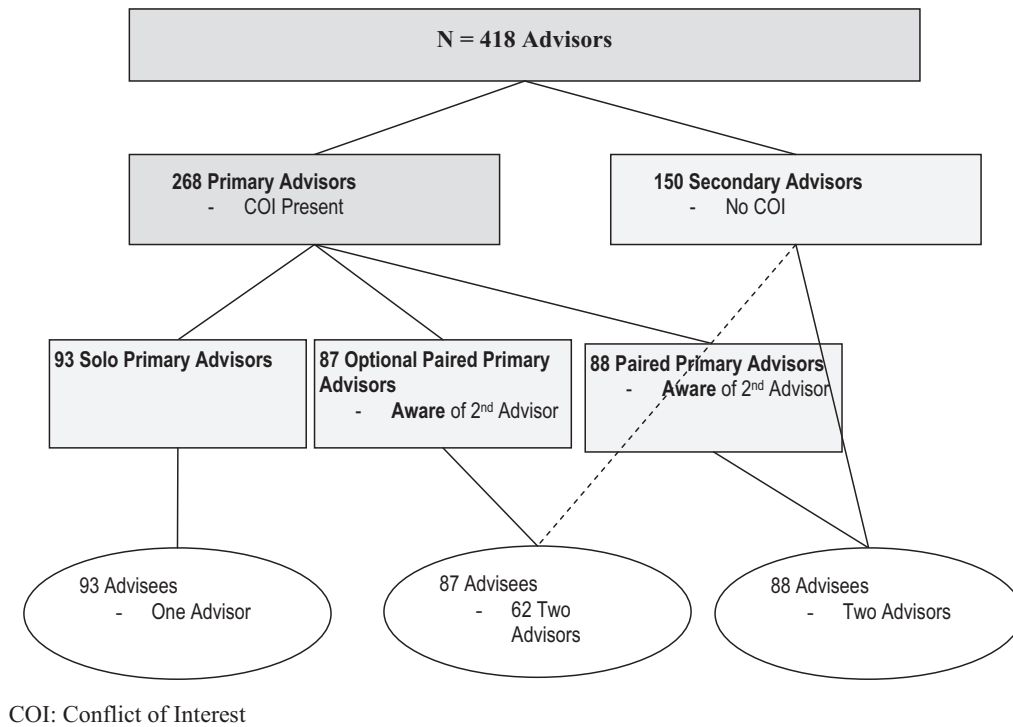 N = 418 Advisors
268 Primary Advisors
- COI Present
150 Secondary Advisors
- No COI
93 Solo Primary Advisors
87 Optional Paired Primary
Advisors
- Aware of 2nd Advisor
88 Paired Primary Advisors
- Aware of 2nd Advisor
93 Advisees
- One Advisor
87 Advisees
- 62 Two
Advisors
88 Advisees
- Two Advisors
COI: Conflict of Interest